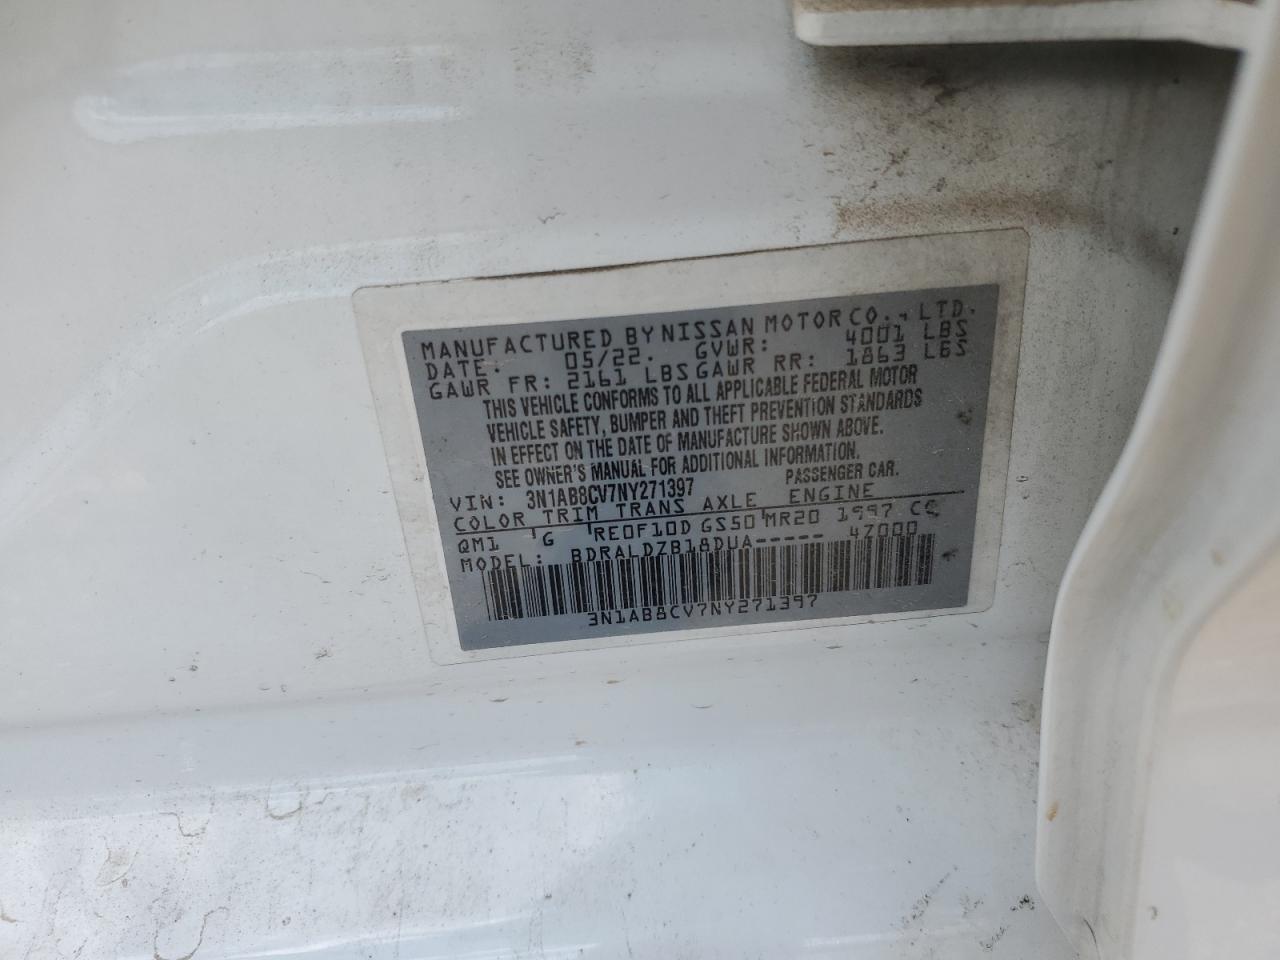 MANUFACTURED BY NISSAN MOTOR CO., LTD.
DATE: 05/22. GVWR: 4001 LBS
GAWR FR: 2161 LBS GAWR RR: 1863 LBS
THIS VEHICLE CONFORMS TO ALL APPLICABLE FEDERAL MOTOR
VEHICLE SAFETY, BUMPER AND THEFT PREVENTION STANDARDS
IN EFFECT ON THE DATE OF MANUFACTURE SHOWN ABOVE.
SEE OWNER'S MANUAL FOR ADDITIONAL INFORMATION.
VIN: 3N1AB8CV7NY271397 PASSENGER CAR.
COLOR TRIM TRANS AXLE ENGINE
QM1 G RE0F10D GS50 MR20 1997 CC
MODEL: BDRALDZB18DUA----- 4Z000
3N1AB8CV7NY271397